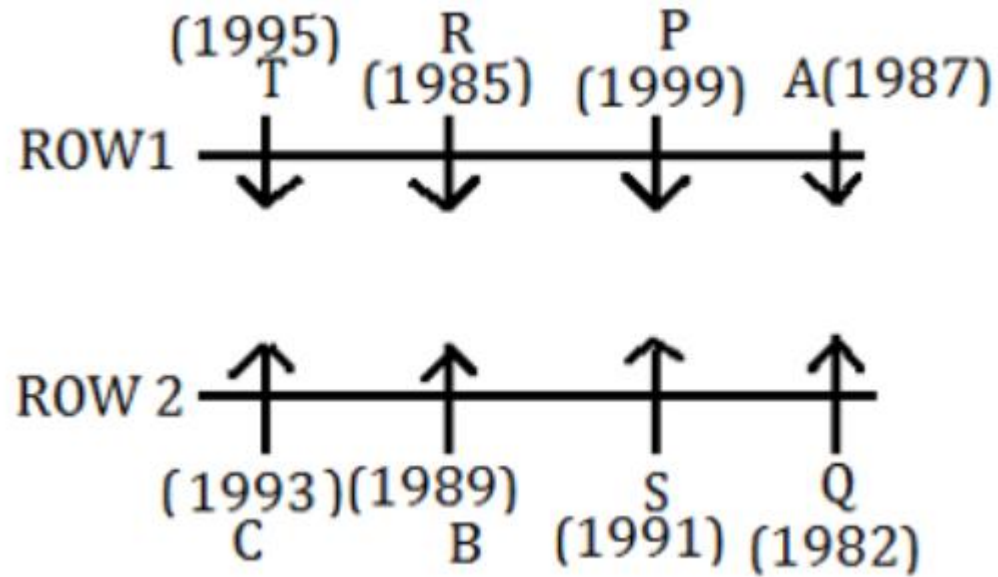 (1995) R P
T (1985) (1999) A(1987)
ROW1
ROW 2
(1993)(1989) S Q
C B (1991) (1982)